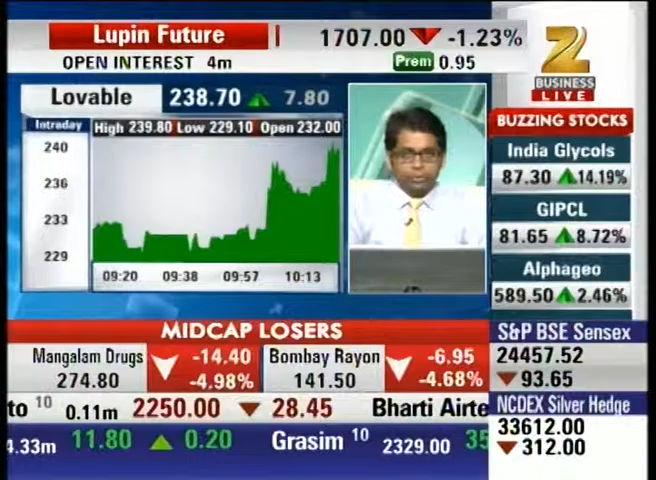 Lupin Future
1707.00 -1.23%
OPEN INTEREST 4m
Prem 0.95
Z
BUSINESS
LIVE
Lovable 238.70 7.80
Intraday High 239.80 Low 229.10 Open 232.00
240
236
233
229
09:20 09:38 09:57 10:13
BUZZING STOCKS
India Glycols
87.30 14.19%
GIPCL
81.65 8.72%
Alphageo
589.50 2.46%
MIDCAP LOSERS
Mangalam Drugs -14.40
274.80 -4.98%
Bombay Rayon -6.95
141.50 -4.68%
S&P BSE Sensex
24457.52
93.65
NCDEX Silver Hedge
33612.00
312.00
to 10 0.11m 2250.00 28.45 Bharti Airte
4.33m 11.80 0.20 Grasim 10 2329.00 35